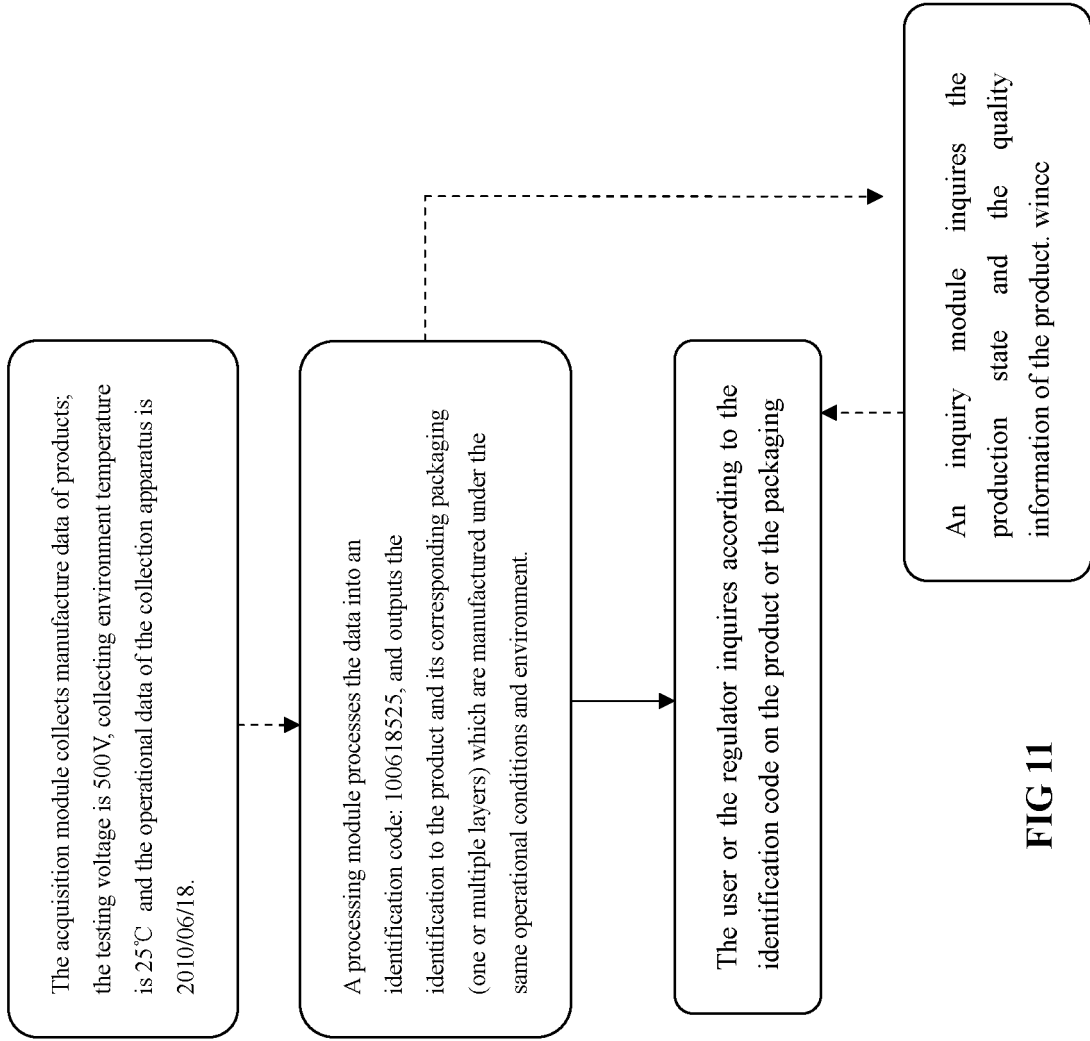 The acquisition module collects manufacture data of products;
the testing voltage is 500V, collecting environment temperature
is 25℃ and the operational data of the collection apparatus is
2010/06/18.
A processing module processes the data into an
identification code: 100618525, and outputs the
identification to the product and its corresponding packaging
(one or multiple layers) which are manufactured under the
same operational conditions and environment.
The user or the regulator inquires according to the
identification code on the product or the packaging
An inquiry module inquires the
production state and the quality
information of the product. wincc
FIG 11